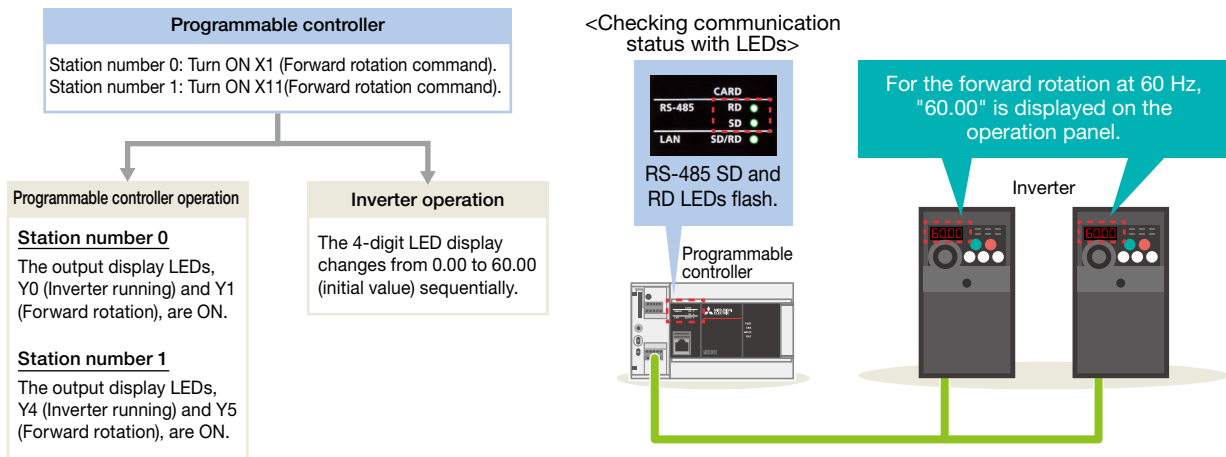 Programmable controller
Station number 0: Turn ON X1 (Forward rotation command).
Station number 1: Turn ON X11(Forward rotation command).
Programmable controller operation
Station number 0
The output display LEDs,
Y0 (Inverter running) and Y1
(Forward rotation), are ON.
Station number 1
The output display LEDs,
Y4 (Inverter running) and Y5
(Forward rotation), are ON.
Inverter operation
The 4-digit LED display
changes from 0.00 to 60.00
(initial value) sequentially.
<Checking communication
status with LEDs>
CARD
RS-485 RD
SD
LAN SD/RD
RS-485 SD and
RD LEDs flash.
Programmable
controller
For the forward rotation at 60 Hz,
"60.00" is displayed on the
operation panel.
Inverter
60.00
60.00